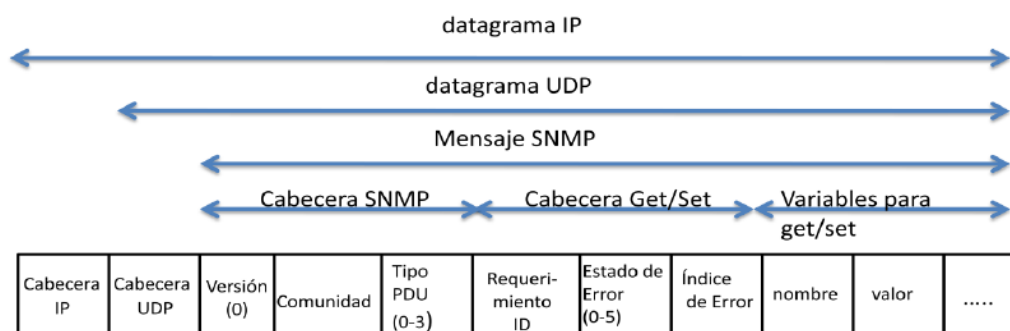 datagrama IP
datagrama UDP
Mensaje SNMP
Cabecera SNMP
Cabecera Get/Set
Variables para
get/set
Cabecera
IP
Cabecera
UDP
Versión
(0)
Comunidad
Tipo
PDU
(0-3)
Requeri-
miento
ID
Estado de
Error
(0-5)
Índice
de Error
nombre
valor
.....